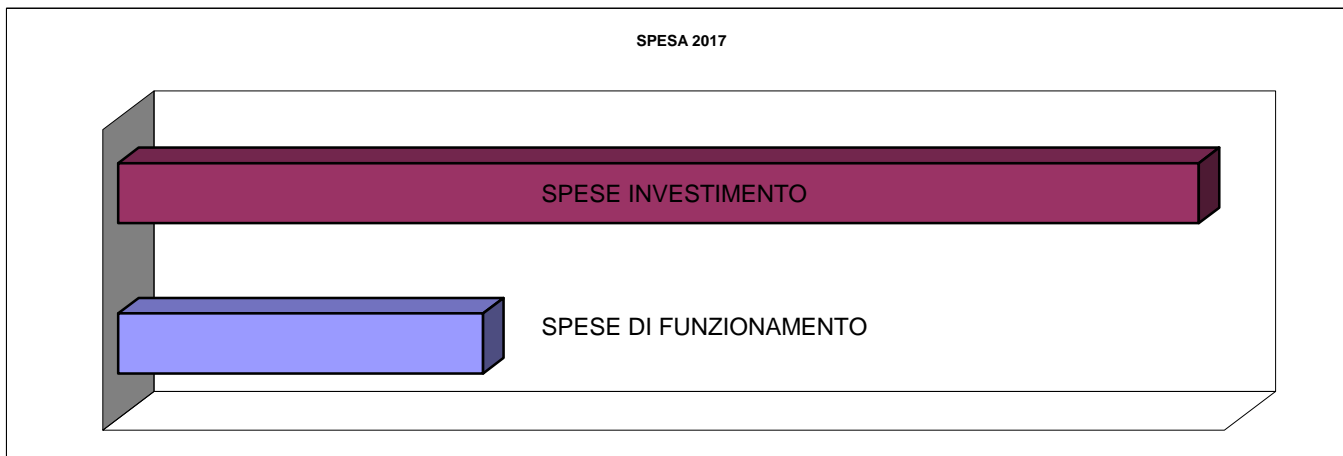 SPESA 2017
SPESE INVESTIMENTO
SPESE DI FUNZIONAMENTO